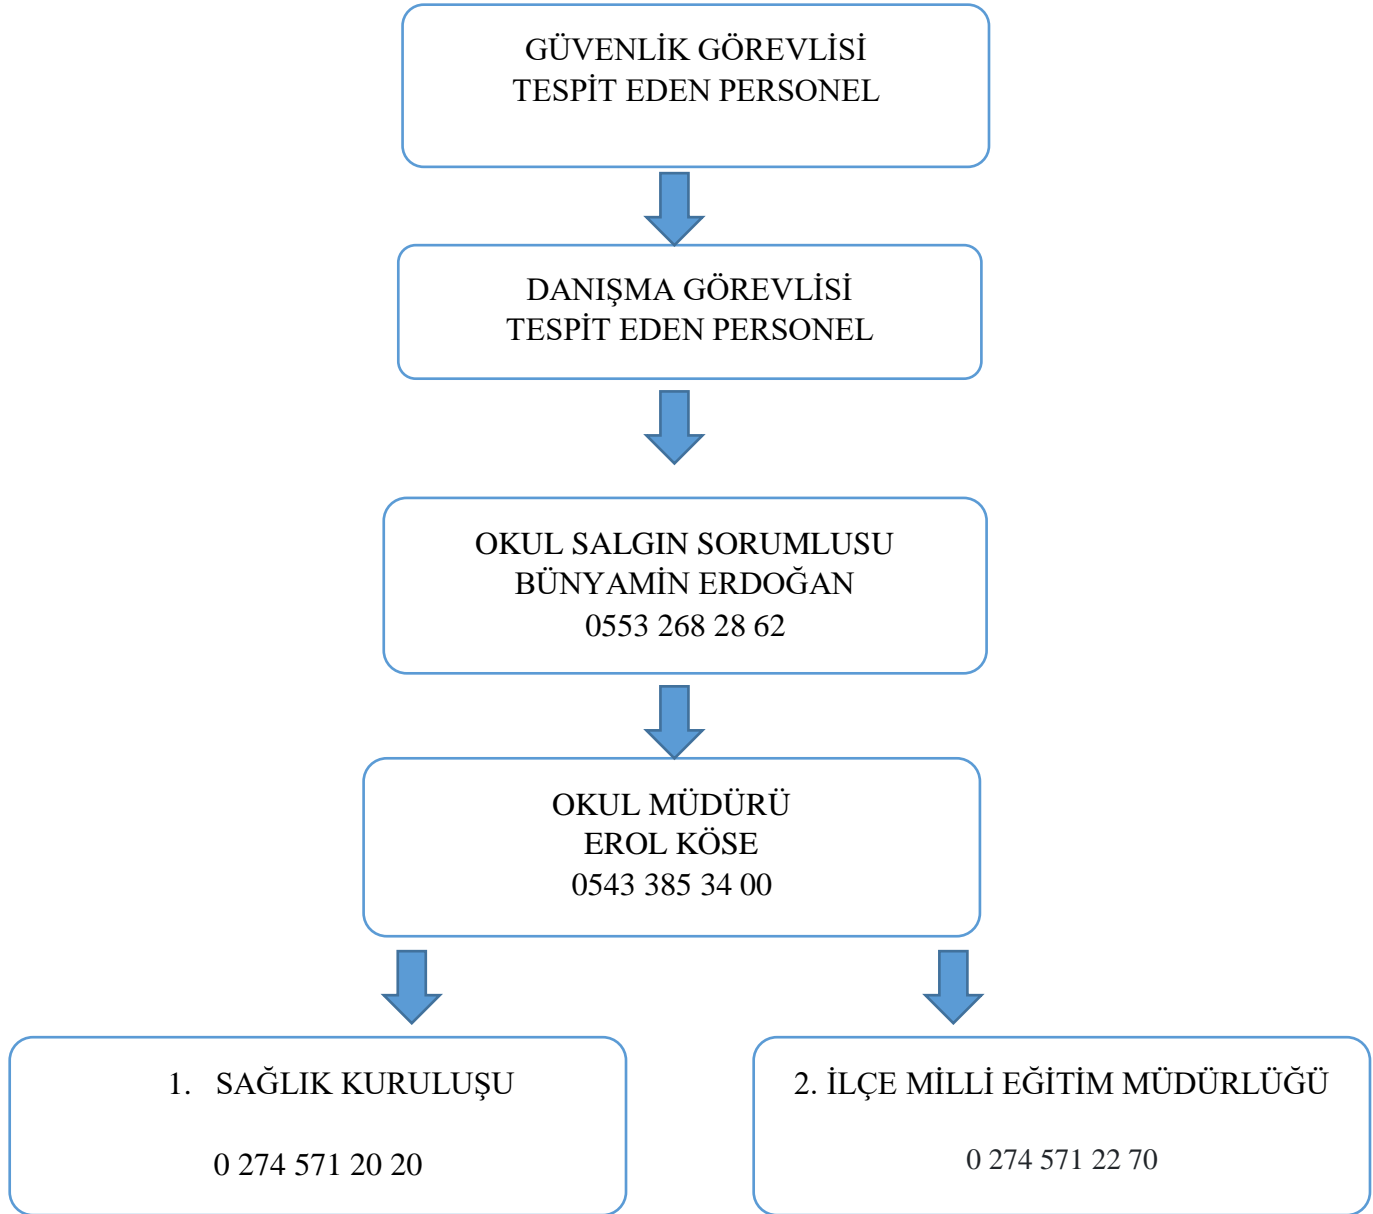 GÜVENLİK GÖREVLİSİ
TESPİT EDEN PERSONEL
DANIŞMA GÖREVLİSİ
TESPİT EDEN PERSONEL
OKUL SALGIN SORUMLUSU
BÜNYAMİN ERDOĞAN
0553 268 28 62
OKUL MÜDÜRÜ
EROL KÖSE
0543 385 34 00
1. SAĞLIK KURULUŞU
0 274 571 20 20
2. İLÇE MİLLİ EĞİTİM MÜDÜRLÜĞÜ
0 274 571 22 70